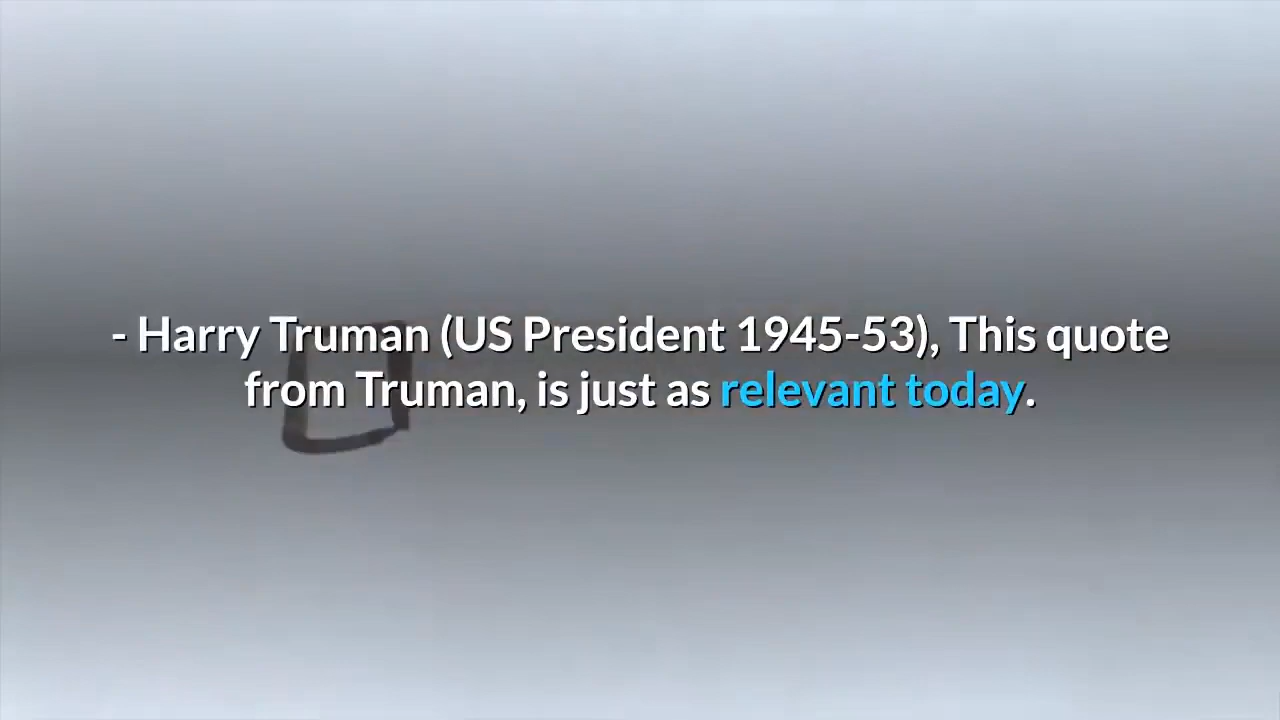 - Harry Truman (US President 1945-53), This quote
from Truman, is just as relevant today.